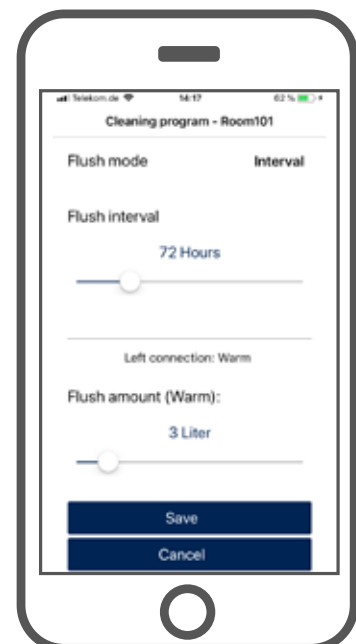 Telekom.de 14:17 62 %
Cleaning program - Room101
Flush mode Interval
Flush interval
72 Hours
Left connection: Warm
Flush amount (Warm):
3 Liter
Save
Cancel